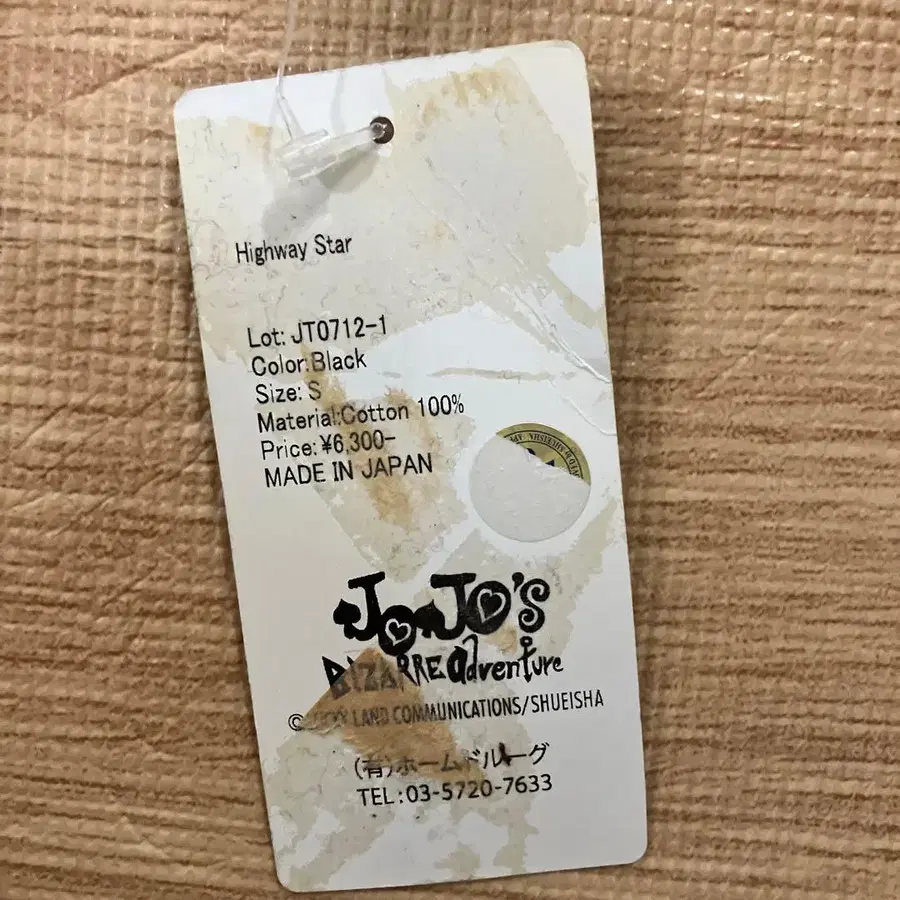 Highway Star
Lot: JT0712-1
Color:Black
Size: S
Material:Cotton 100%
Price: ¥6,300-
MADE IN JAPAN
JoJo's
BIZARRE adventure
© LUCKY LAND COMMUNICATIONS/SHUEISHA
(有)ホームドルーグ
TEL:03-5720-7633